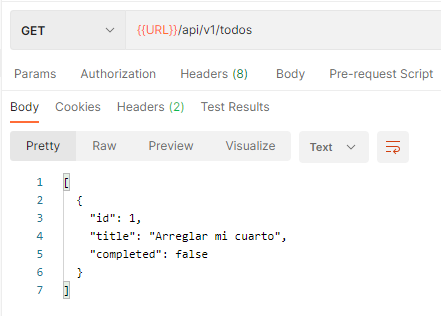 GET {{URL}}/api/v1/todos
Params Authorization Headers (8) Body Pre-request Script
Body Cookies Headers (2) Test Results
Pretty Raw Preview Visualize Text
1 [
2 {
3 "id": 1,
4 "title": "Arreglar mi cuarto",
5 "completed": false
6 }
7 ]